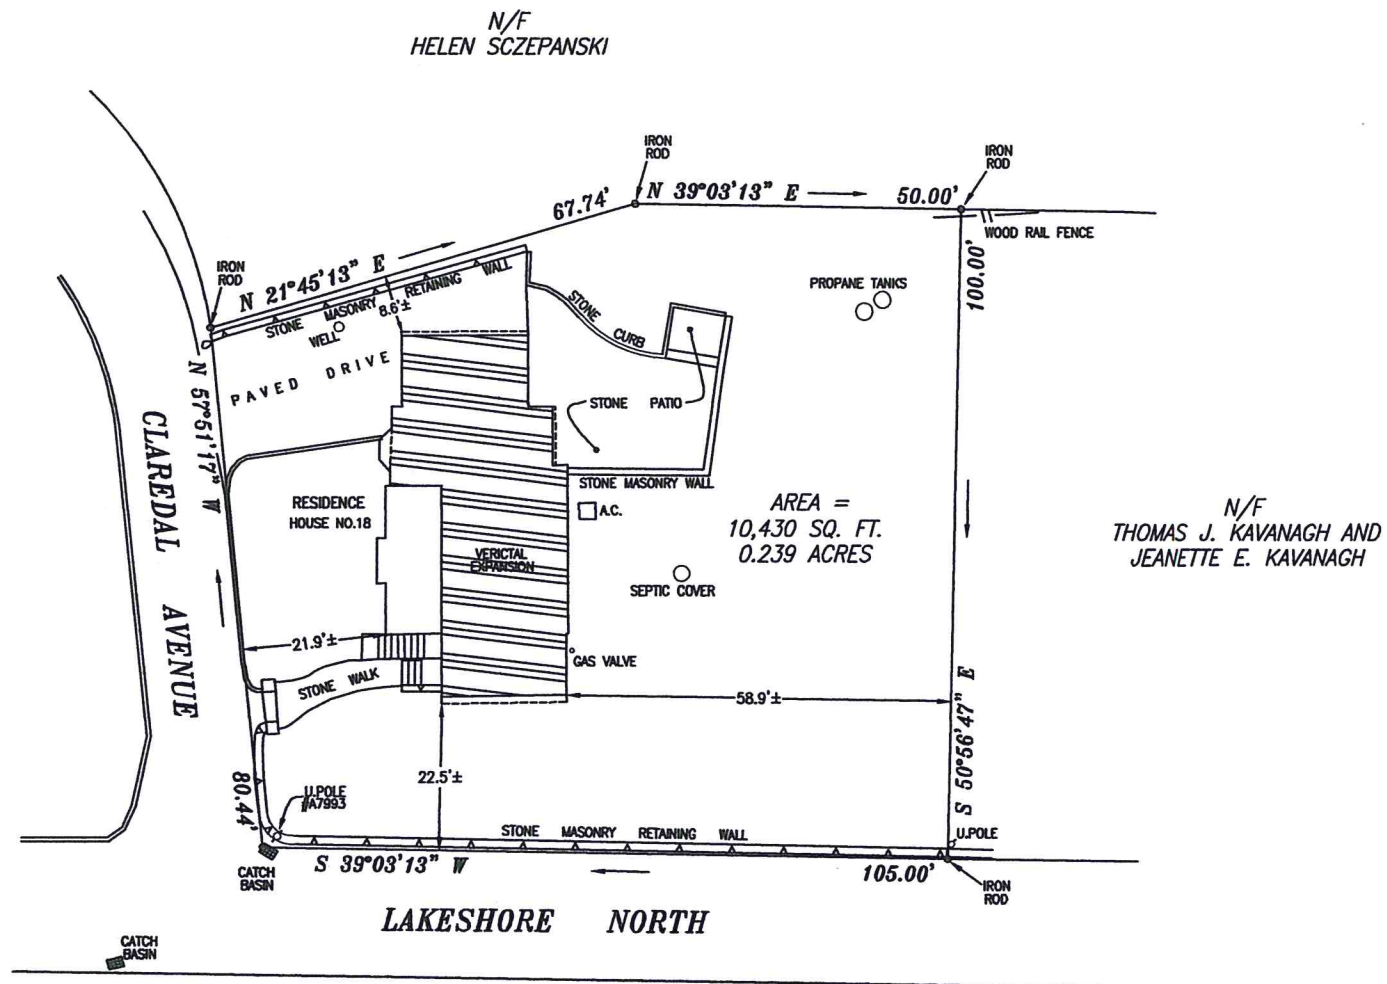 N/F
HELEN SCZEPANSKI
IRON
ROD
N 39°03'13" E
50.00'
IRON
ROD
WOOD RAIL FENCE
67.74'
IRON
ROD
N 21°45'13" E
STONE MASONRY RETAINING WALL
8.6'±
WELL
PAVED DRIVE
STONE CURB
PROPANE TANKS
100.00'
N 57°51'17" W
CLAREDAL AVENUE
STONE PATIO
STONE MASONRY WALL
RESIDENCE
HOUSE NO.18
A.C.
AREA =
10,430 SQ. FT.
0.239 ACRES
N/F
THOMAS J. KAVANAGH AND
JEANETTE E. KAVANAGH
VERICTAL
EXPANSION
SEPTIC COVER
21.9'±
GAS VALVE
STONE WALK
58.9'±
S 50°56'47" E
22.5'±
80.44'
U.POLE
#A7993
STONE MASONRY RETAINING WALL
U.POLE
CATCH
BASIN
S 39°03'13" W
105.00'
IRON
ROD
LAKESHORE NORTH
CATCH
BASIN